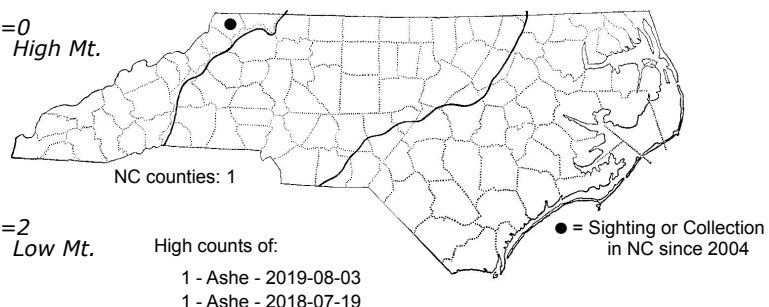 =0
High Mt.
NC counties: 1
=2
Low Mt.
High counts of:
1 - Ashe - 2019-08-03
1 - Ashe - 2018-07-19
● = Sighting or Collection
in NC since 2004